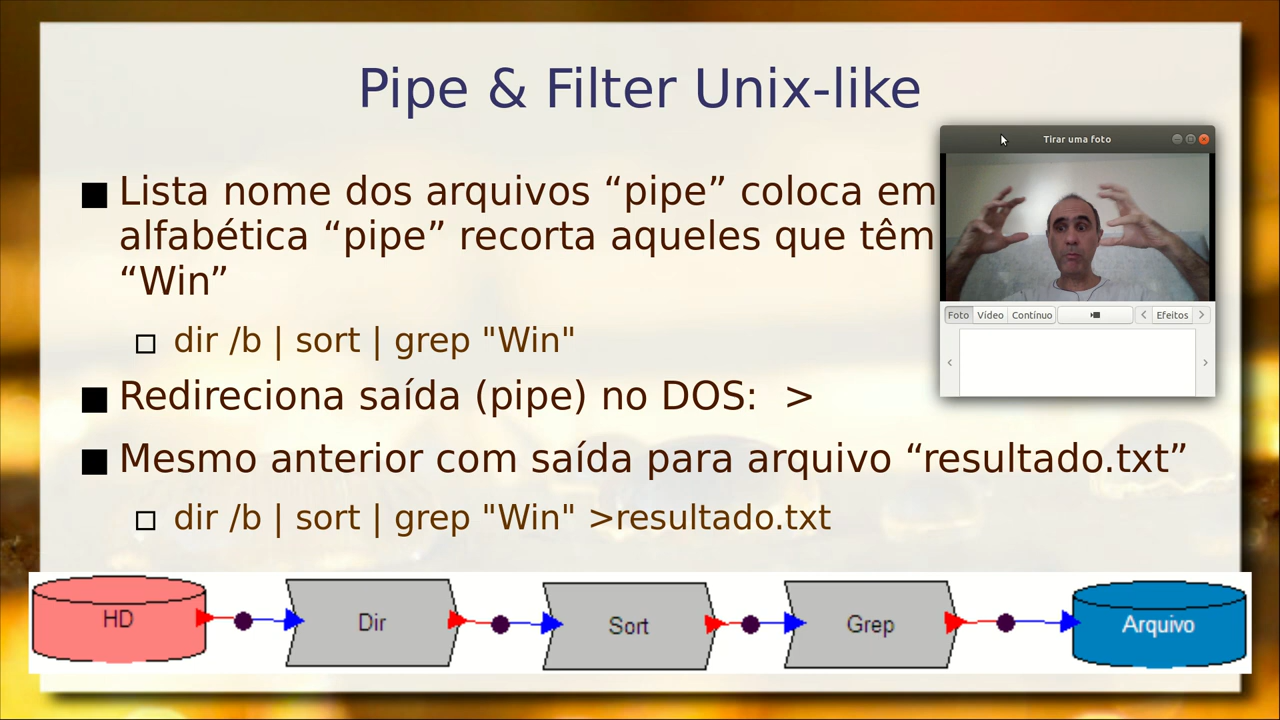 Pipe & Filter Unix-like
Tirar uma foto
■ Lista nome dos arquivos “pipe” coloca em
alfabética “pipe” recorta aqueles que têm
“Win”
Foto Vídeo Contínuo Efeitos
□ dir /b | sort | grep "Win"
■ Redireciona saída (pipe) no DOS: >
■ Mesmo anterior com saída para arquivo “resultado.txt”
□ dir /b | sort | grep "Win" >resultado.txt
HD Dir Sort Grep Arquivo